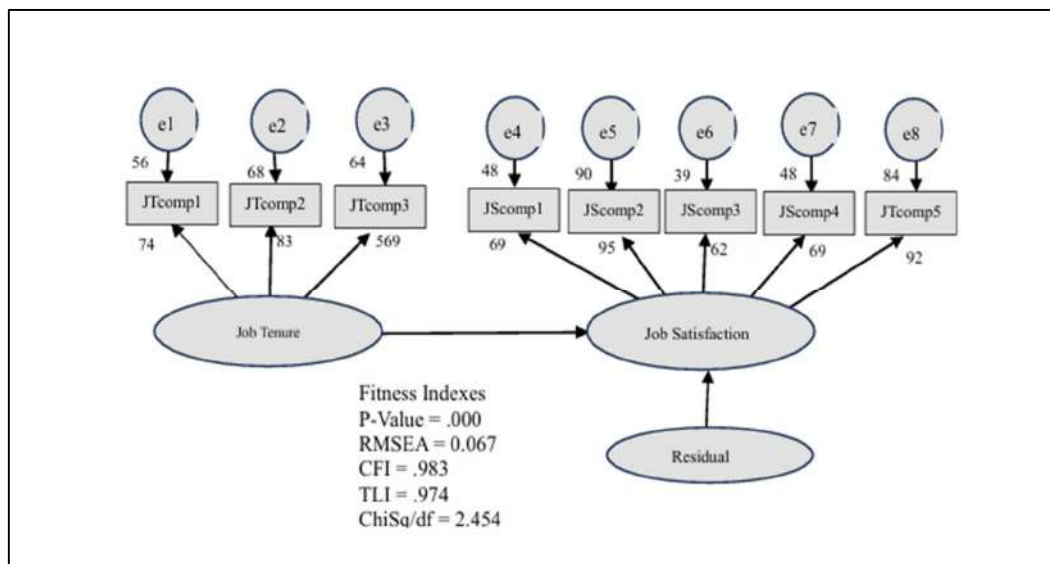 e1
e2
e3
e4
e5
e6
e7
e8
56
68
64
48
90
39
48
84
JTcomp1
JTcomp2
JTcomp3
JScomp1
JScomp2
JScomp3
JScomp4
JTcomp5
74
83
569
69
95
62
69
92
Job Tenure
Job Satisfaction
Fitness Indexes
P-Value = .000
RMSEA = 0.067
CFI = .983
TLI = .974
ChiSq/df = 2.454
Residual